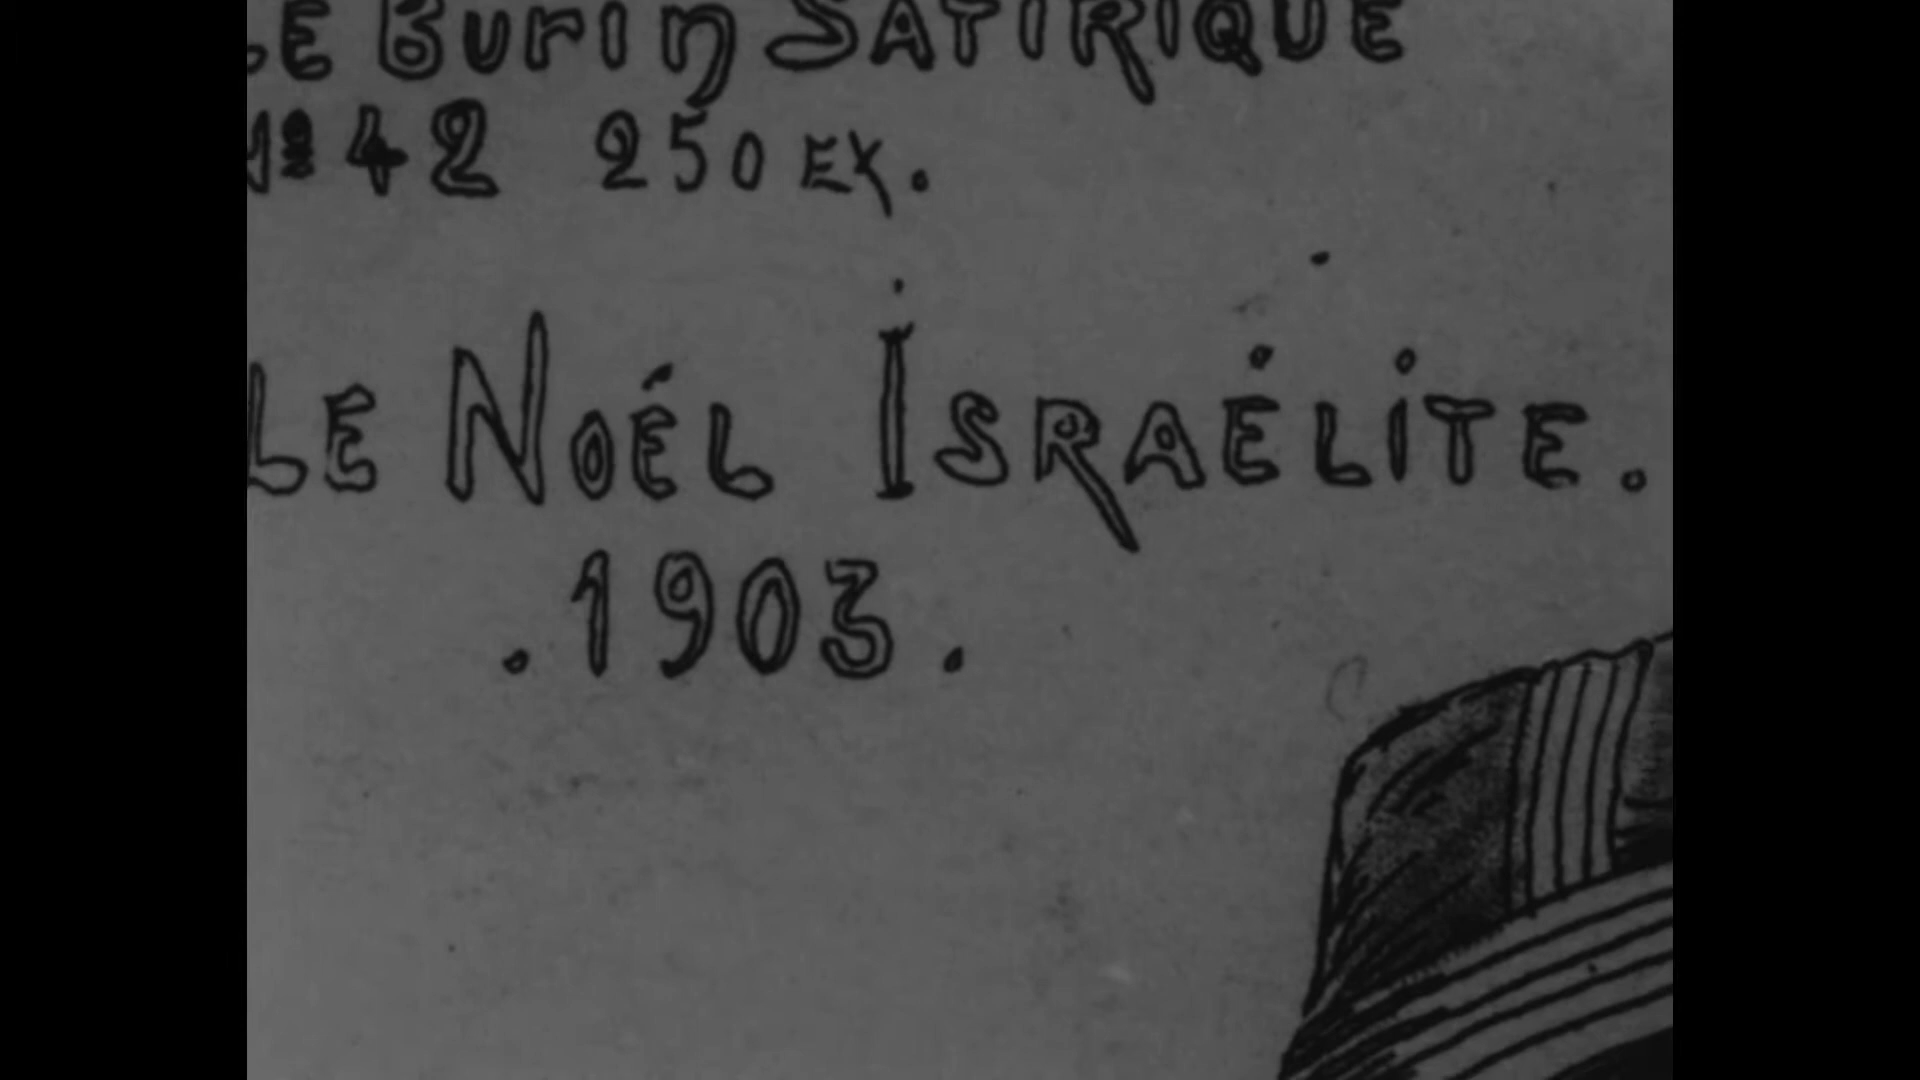 LE Burin SATIRIQUE
Nº 42 250 EX.
LE NOÉL ISRAÉLITE.
.1903.